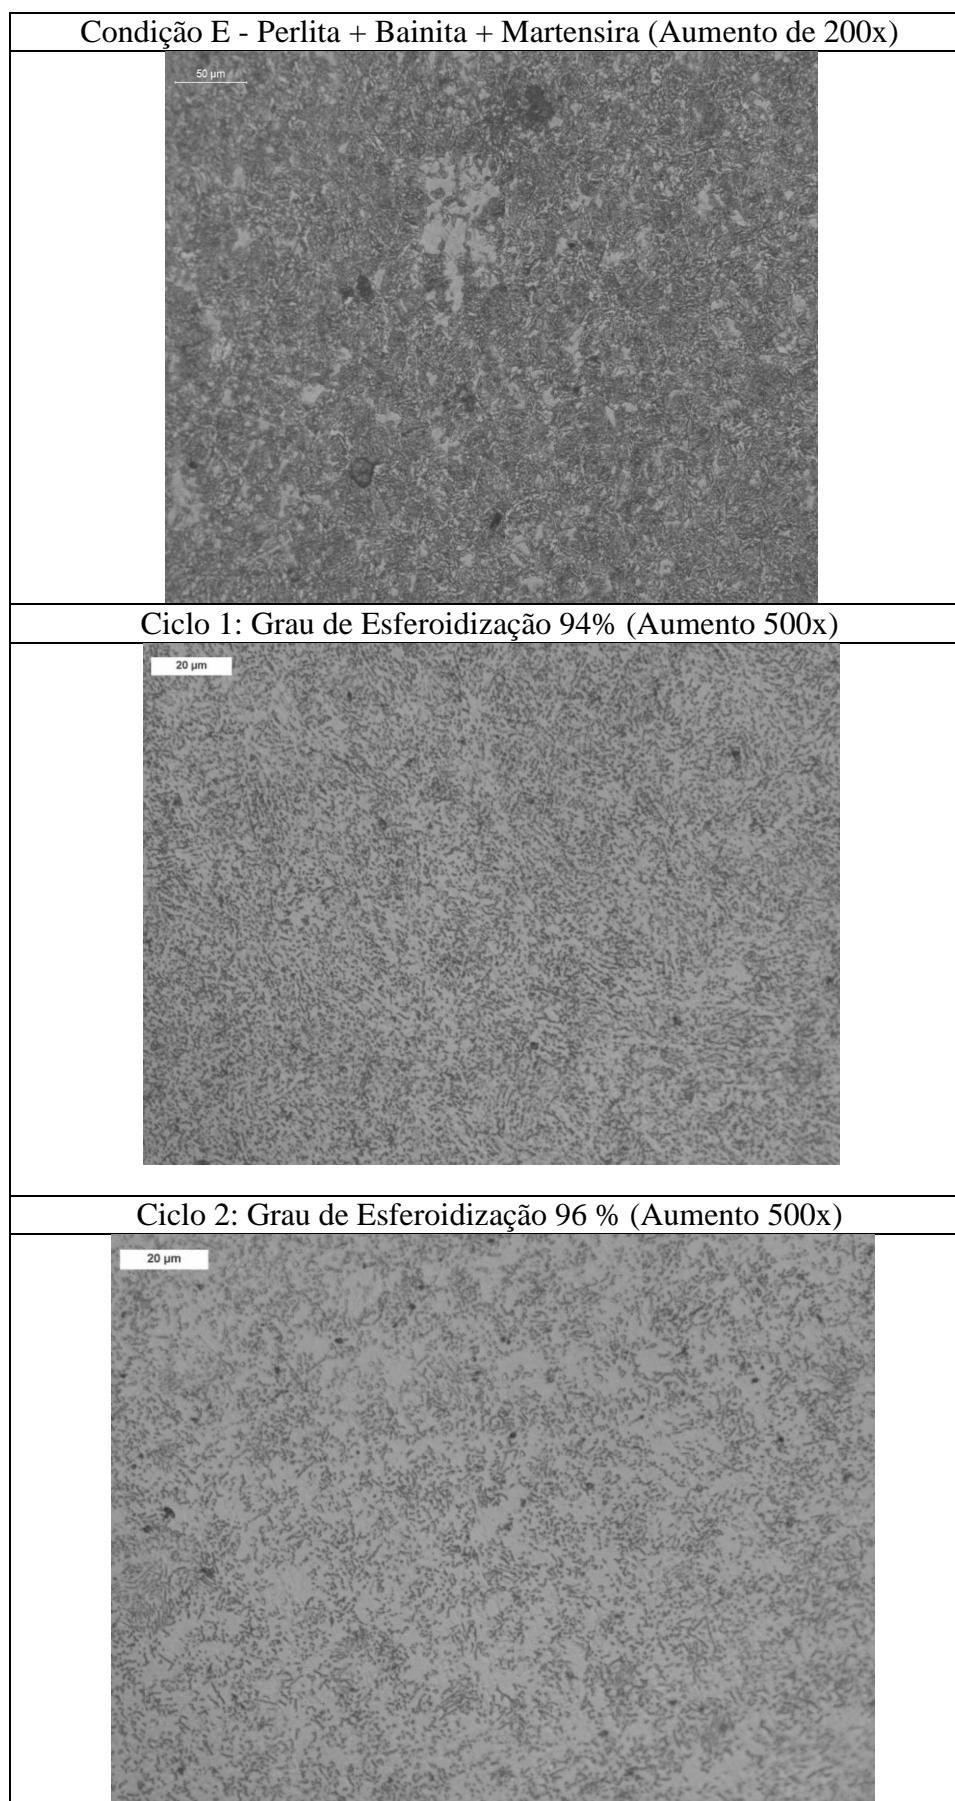 Condição E - Perlita + Bainita + Martensira (Aumento de 200x)
50 µm
Ciclo 1: Grau de Esferoidização 94% (Aumento 500x)
20 µm
Ciclo 2: Grau de Esferoidização 96 % (Aumento 500x)
20 µm